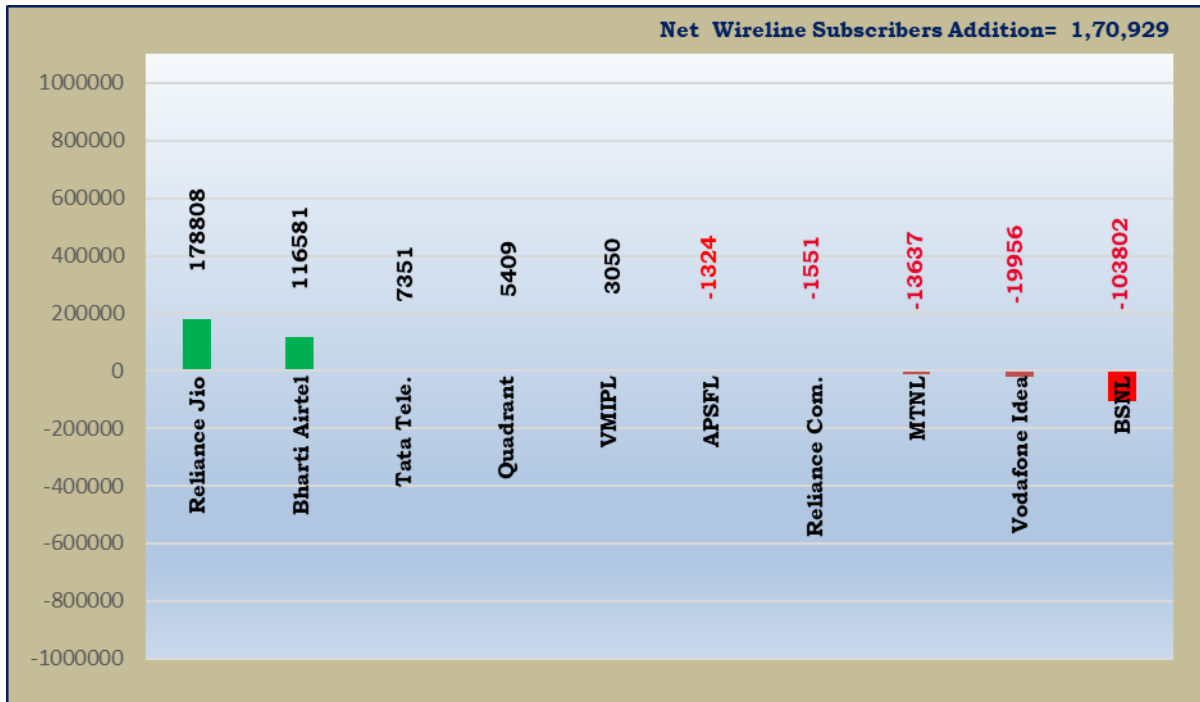 Net Wireline Subscribers Addition= 1,70,929
1000000
800000
600000
400000
200000
0
-200000
-400000
-600000
-800000
-1000000
178808
116581
7351
5409
3050
-1324
-1551
-13637
-19956
-103802
Reliance Jio
Bharti Airtel
Tata Tele.
Quadrant
VMIPL
APSFL
Reliance Com.
MTNL
Vodafone Idea
BSNL